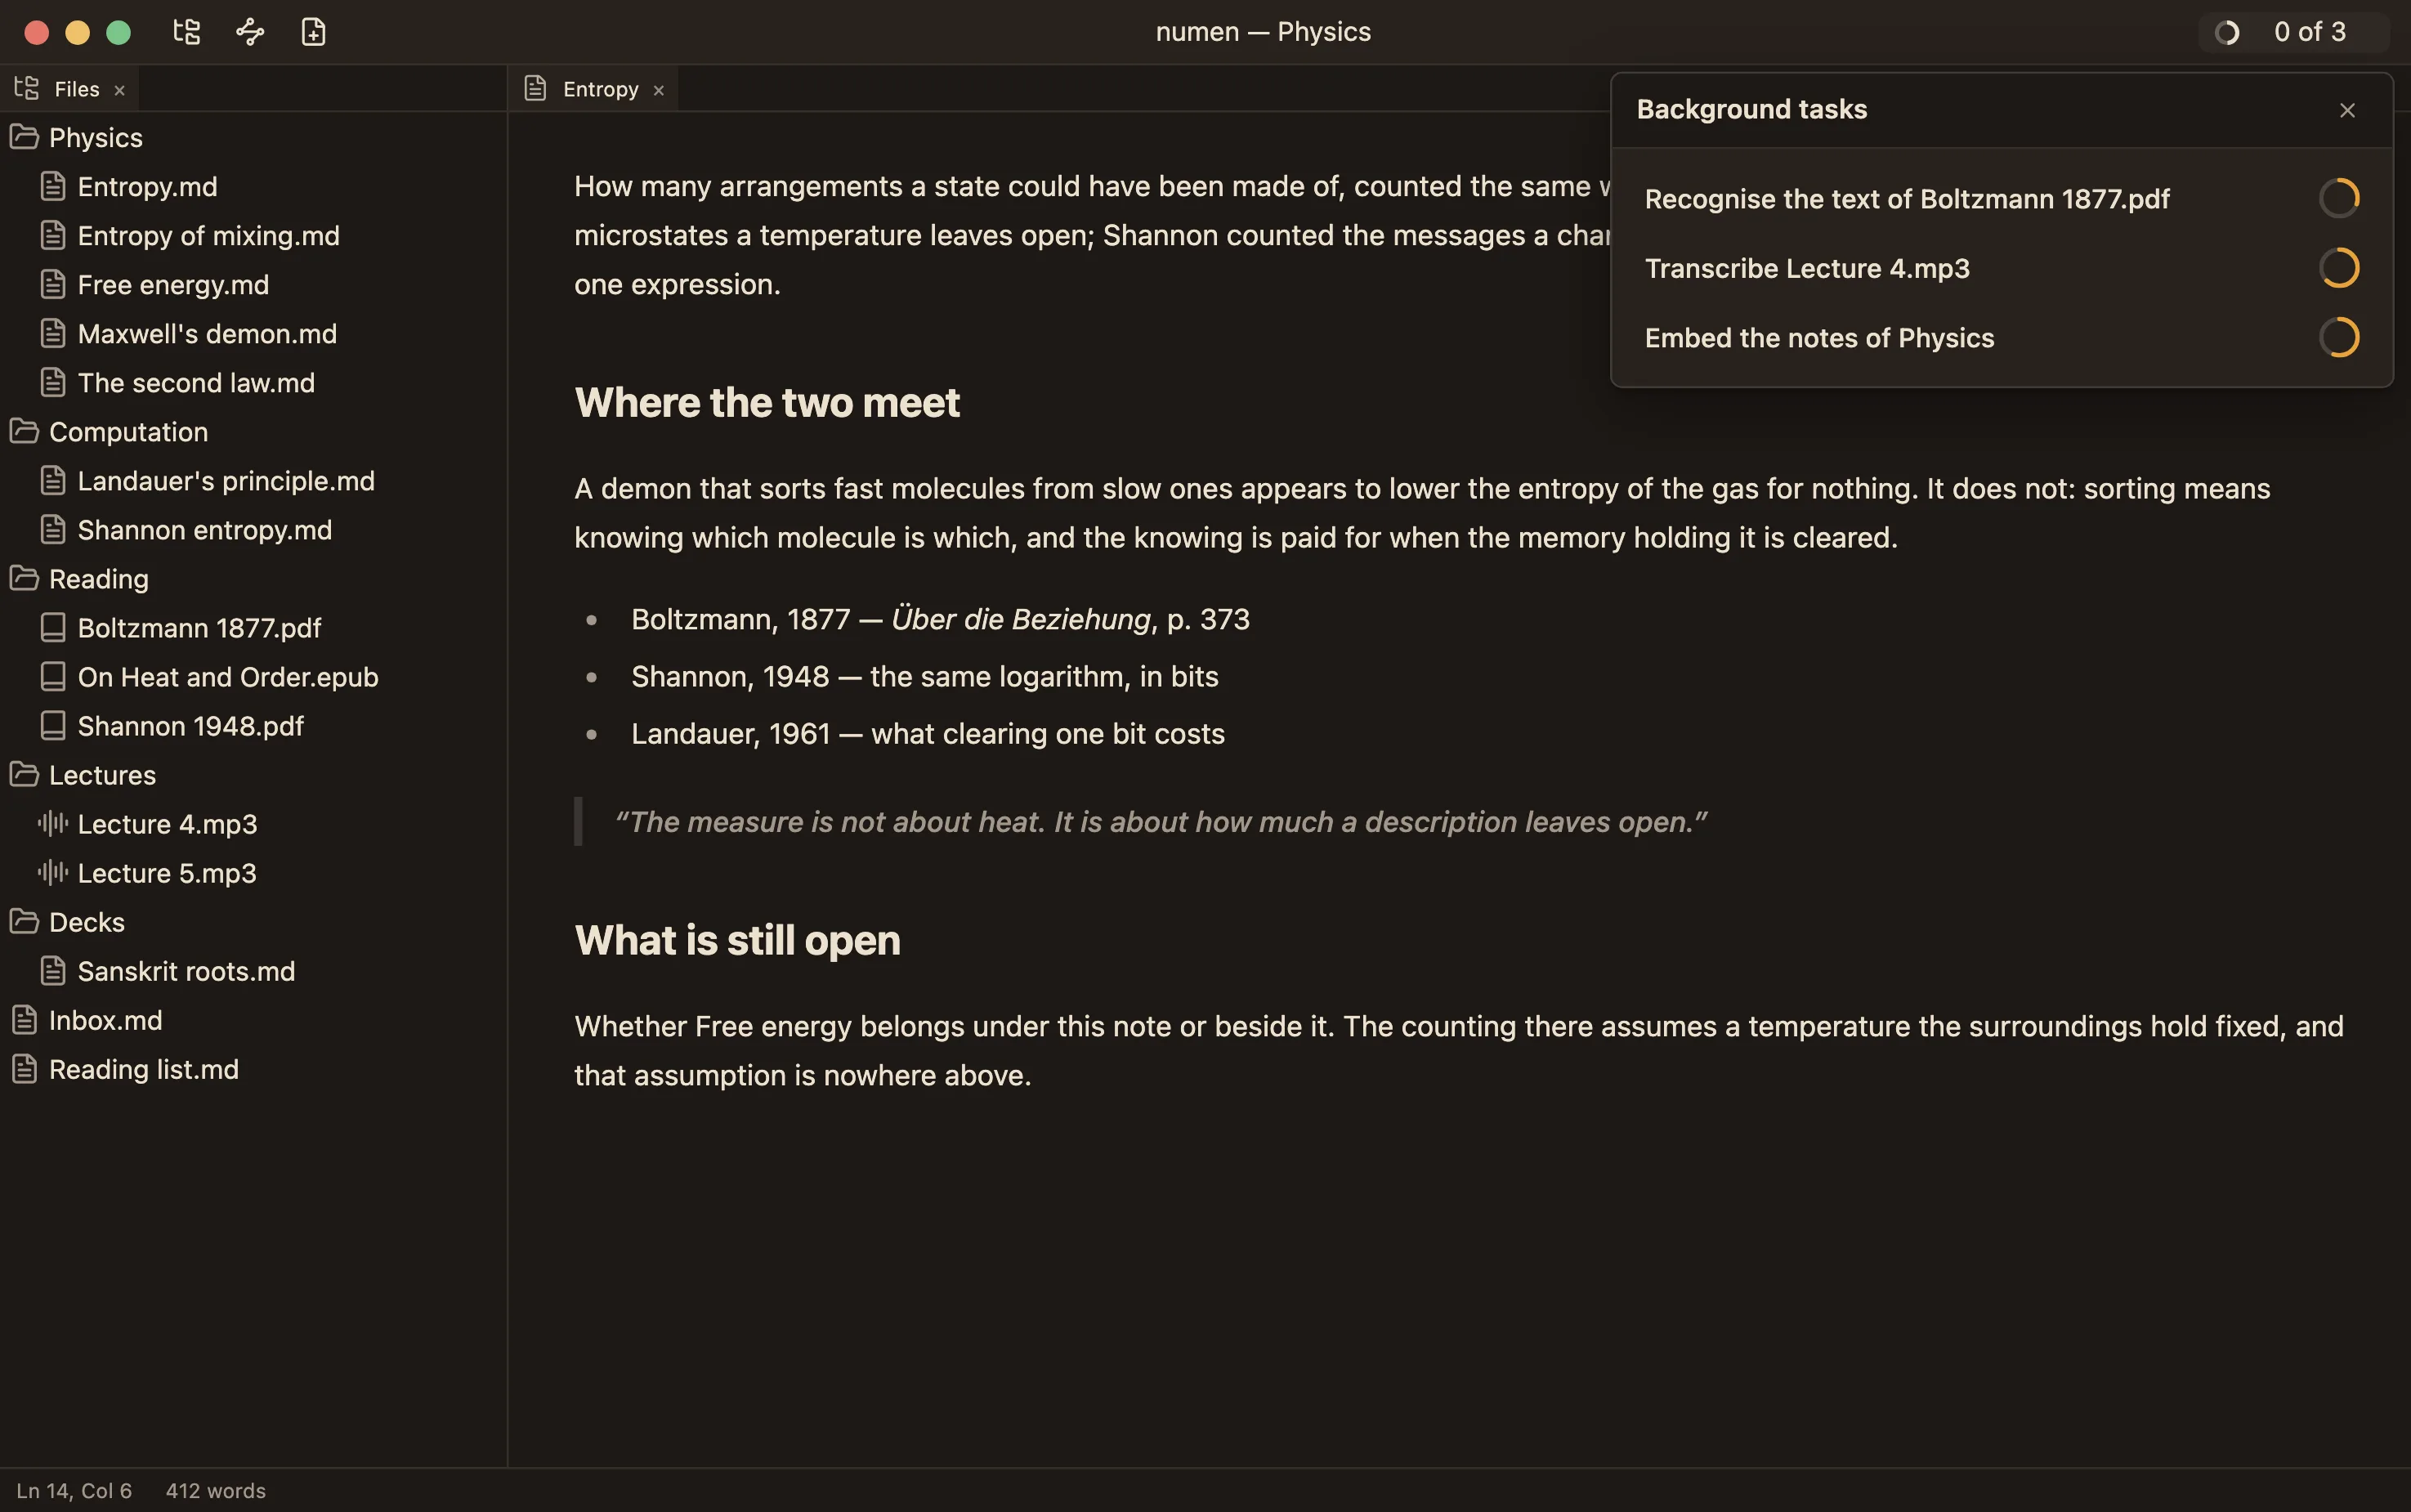 numen — Physics
0 of 3
Files
Entropy
Background tasks
Recognise the text of Boltzmann 1877.pdf
Transcribe Lecture 4.mp3
Embed the notes of Physics
Physics
Entropy.md
Entropy of mixing.md
Free energy.md
Maxwell's demon.md
The second law.md
Computation
Landauer's principle.md
Shannon entropy.md
Reading
Boltzmann 1877.pdf
On Heat and Order.epub
Shannon 1948.pdf
Lectures
Lecture 4.mp3
Lecture 5.mp3
Decks
Sanskrit roots.md
Inbox.md
Reading list.md
How many arrangements a state could have been made of, counted the same
microstates a temperature leaves open; Shannon counted the messages a
one expression.
Where the two meet
A demon that sorts fast molecules from slow ones appears to lower the entropy of the gas for nothing. It does not: sorting means
knowing which molecule is which, and the knowing is paid for when the memory holding it is cleared.
• Boltzmann, 1877 — Über die Beziehung, p. 373
• Shannon, 1948 — the same logarithm, in bits
• Landauer, 1961 — what clearing one bit costs
“The measure is not about heat. It is about how much a description leaves open.”
What is still open
Whether Free energy belongs under this note or beside it. The counting there assumes a temperature the surroundings hold fixed, and
that assumption is nowhere above.
Ln 14, Col 6
412 words